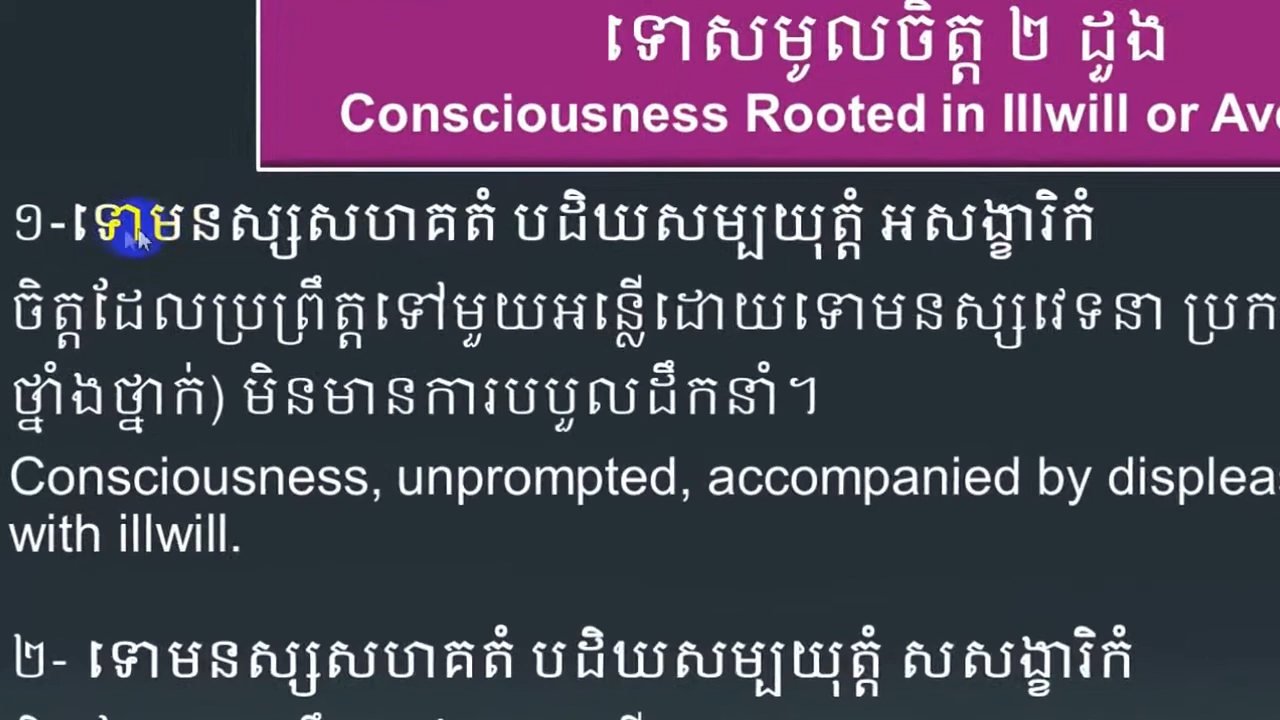 ទោសមូលចិត្ត ២ ដួង
Consciousness Rooted in Illwill or
១-ទោមនស្សសហគតំ បដិឃសម្បយុត្តំ អសង្ខារិកំ
ចិត្តដែលប្រព្រឹត្តទៅមួយអន្លើដោយទោមនស្សវេទនា
ថ្នាំងថ្នាក់) មិនមានការបបួលដឹកនាំ។
Consciousness, unprompted, accompanied by
with illwill.
២- ទោមនស្សសហគតំ បដិឃសម្បយុត្តំ សសង្ខារិកំ